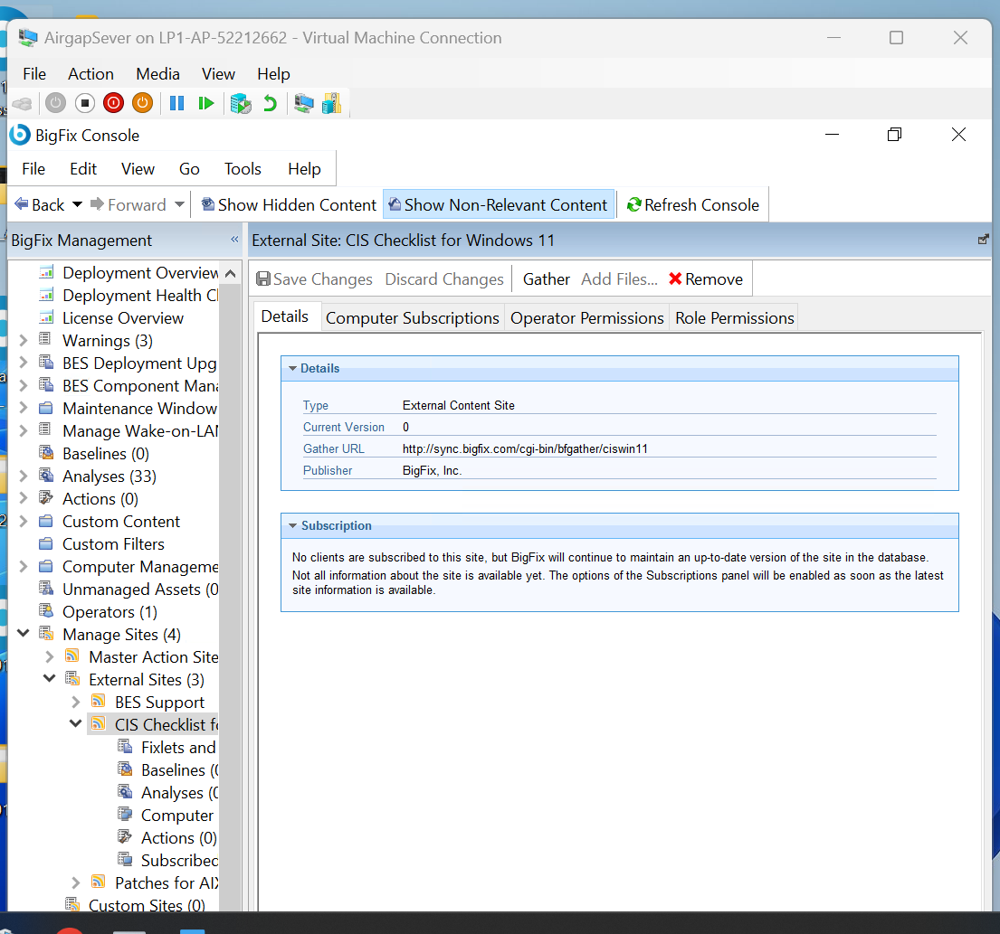 AirgapSever on LP1-AP-52212662 - Virtual Machine Connection
File Action Media View Help
BigFix Console
File Edit View Go Tools Help
Back Forward Show Hidden Content Show Non-Relevant Content Refresh Console
BigFix Management «
External Site: CIS Checklist for Windows 11
Save Changes Discard Changes Gather Add Files... Remove
Details Computer Subscriptions Operator Permissions Role Permissions
Deployment Overview
Deployment Health Cl
License Overview
Warnings (3)
BES Deployment Upg
BES Component Mana
Maintenance Window
Manage Wake-on-LAN
Baselines (0)
Analyses (33)
Actions (0)
Custom Content
Custom Filters
Computer Manageme
Unmanaged Assets (0
Operators (1)
Manage Sites (4)
Master Action Site
External Sites (3)
BES Support
CIS Checklist fo
Fixlets and
Baselines (0
Analyses (0
Computer
Actions (0)
Subscribed
Patches for AIX
Custom Sites (0)
Details
Type External Content Site
Current Version 0
Gather URL http://sync.bigfix.com/cgi-bin/bfgather/ciswin11
Publisher BigFix, Inc.
Subscription
No clients are subscribed to this site, but BigFix will continue to maintain an up-to-date version of the site in the database.
Not all information about the site is available yet. The options of the Subscriptions panel will be enabled as soon as the latest
site information is available.